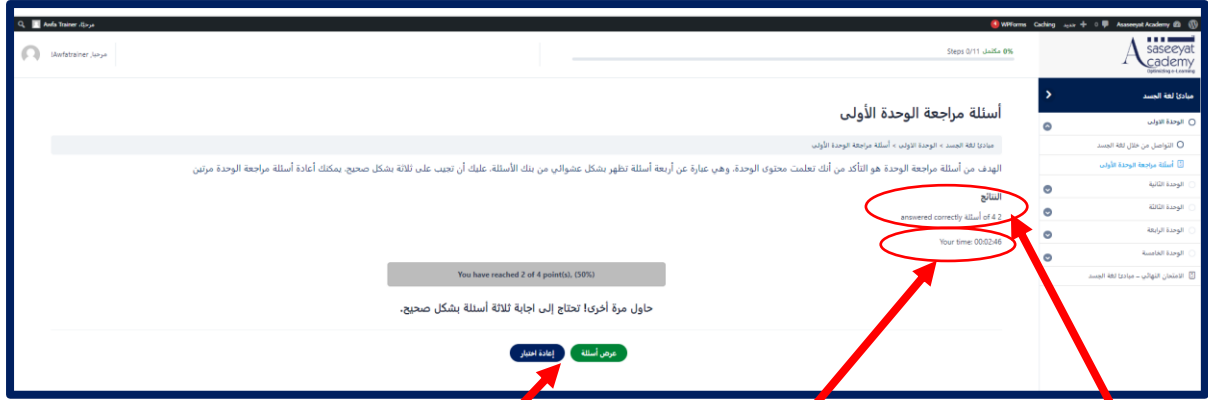 مرحبًا، Awfa Trainer
WPForms 4
Caching
جديد
0
Asaseeyat Academy
مرحبا, Awfatrainer!
0% مكتمل
Steps 0/11
Asaseeyat
Academy
Optimizing e-Learning
مبادئ لغة الجسد
الوحدة الاولى
التواصل من خلال لغة الجسد
أسئلة مراجعة الوحدة الأولى
الوحدة الثانية
الوحدة الثالثة
الوحدة الرابعة
الوحدة الخامسة
الامتحان النهائي – مبادئ لغة الجسد
أسئلة مراجعة الوحدة الأولى
مبادئ لغة الجسد > الوحدة الاولى > أسئلة مراجعة الوحدة الأولى
الهدف من أسئلة مراجعة الوحدة هو التأكد من أنك تعلمت محتوى الوحدة، وهي عبارة عن أربعة أسئلة تظهر بشكل عشوائي من بنك الأسئلة. عليك أن تجيب على ثلاثة بشكل صحيح. يمكنك أعادة أسئلة مراجعة الوحدة مرتين
النتائج
2 of 4 أسئلة answered correctly
Your time: 00:02:46
You have reached 2 of 4 point(s), (50%)
حاول مرة أخرى! تحتاج إلى اجابة ثلاثة أسئلة بشكل صحيح.
عرض أسئلة
إعادة اختبار